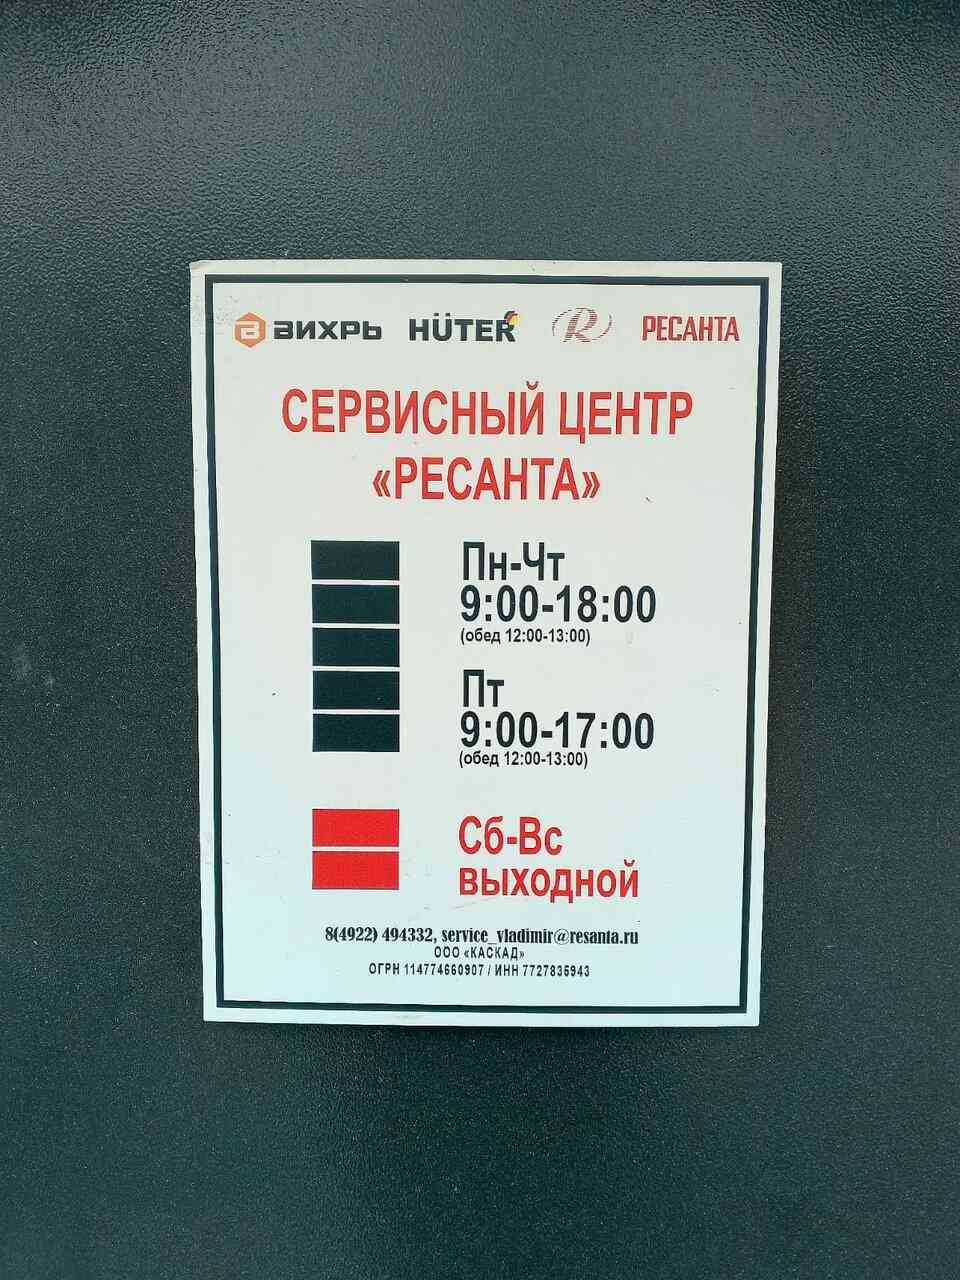 ВИХРЬ HÜTER R РЕСАНТА
СЕРВИСНЫЙ ЦЕНТР
«РЕСАНТА»
Пн-Чт
9:00-18:00
(обед 12:00-13:00)
Пт
9:00-17:00
(обед 12:00-13:00)
Сб-Вс
выходной
8(4922) 494332, service_vladimir@resanta.ru
ООО «КАСКАД»
ОГРН 114774660907 / ИНН 7727835943